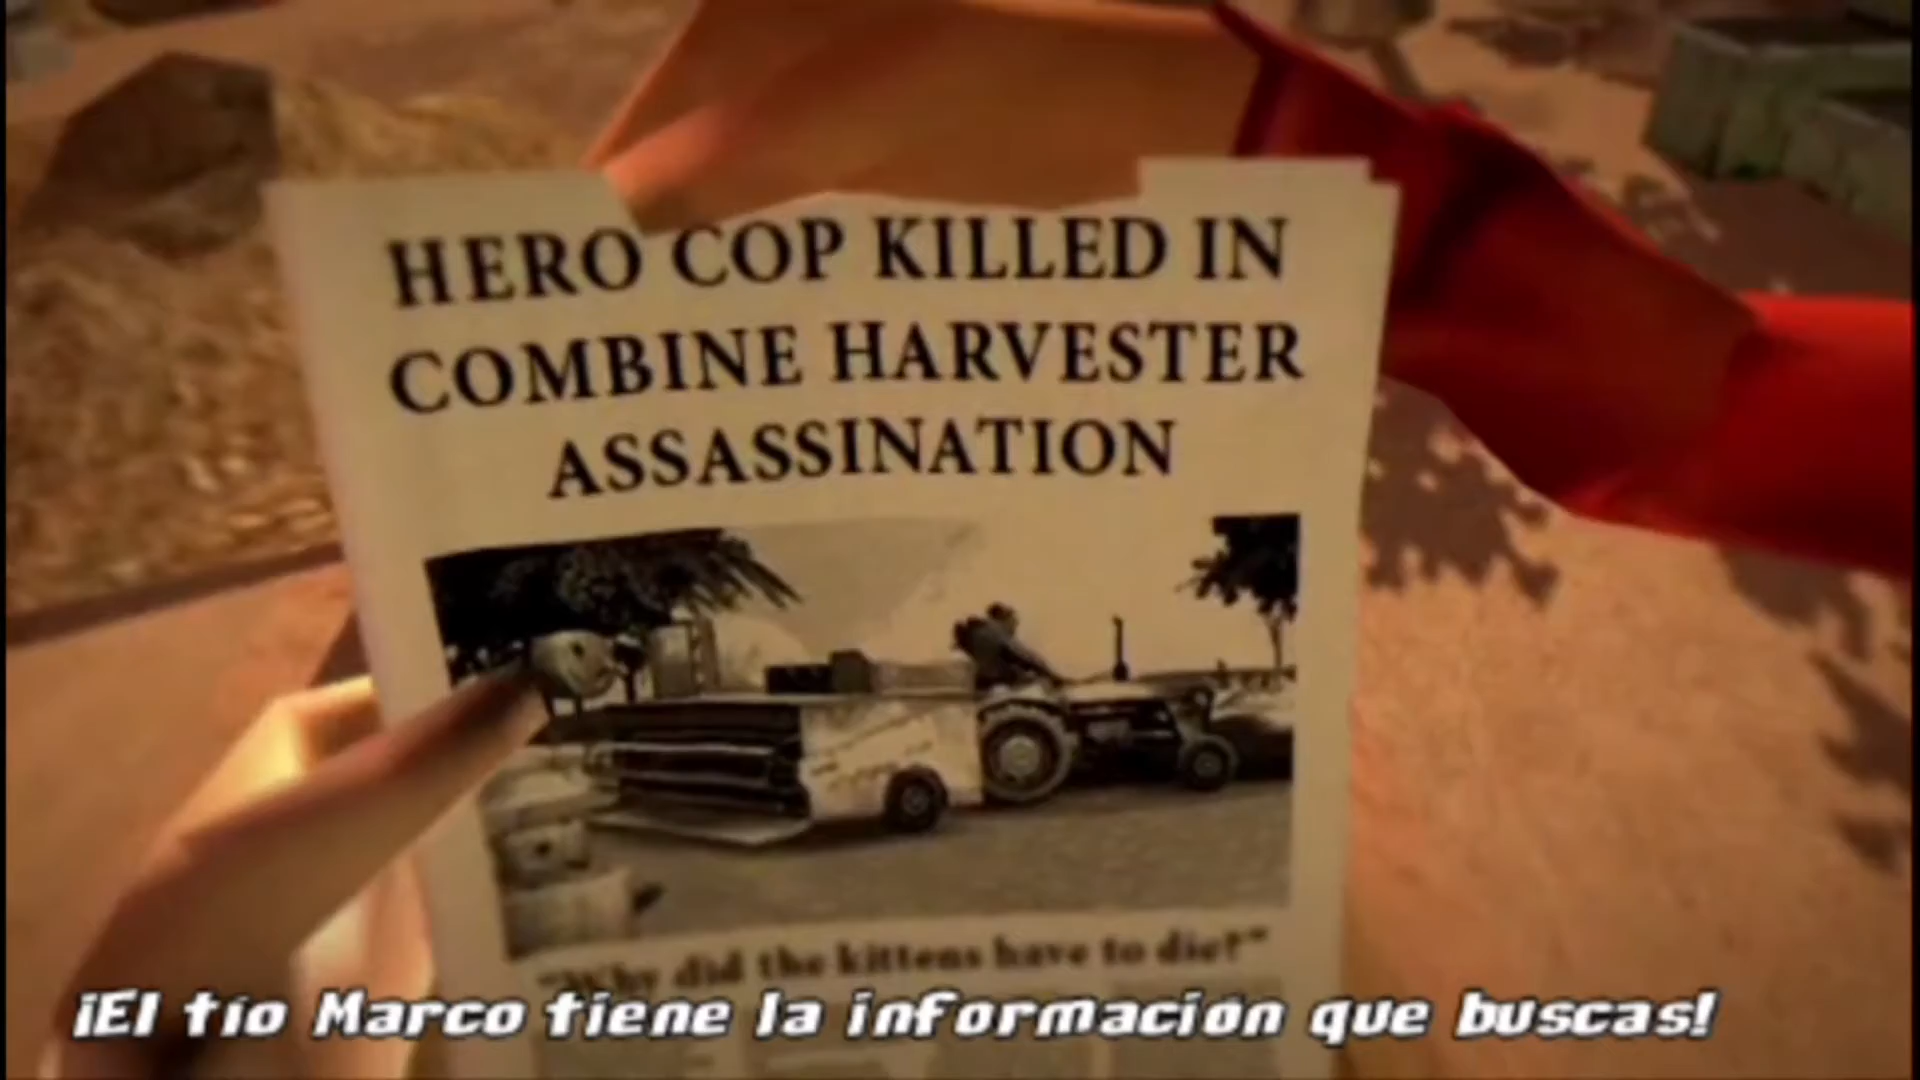 HERO COP KILLED IN
COMBINE HARVESTER
ASSASSINATION
"Why did the kittens have to die?"
¡El tío Marco tiene la información que buscas!